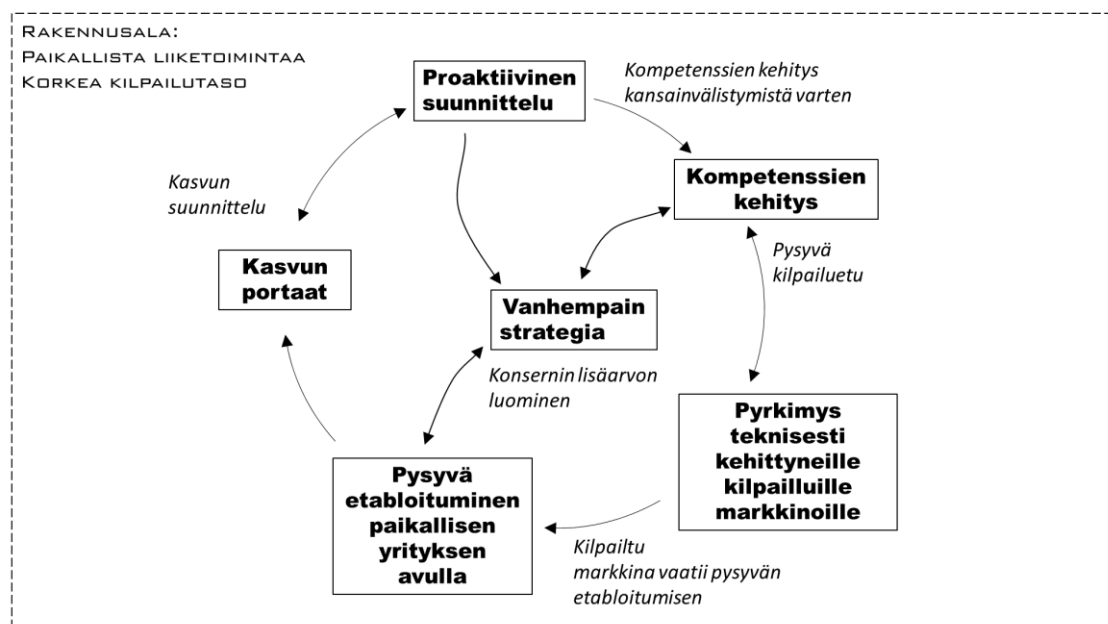 RAKENNUSALA:
PAIKALLISTA LIIKETOIMINTAA
KORKEA KILPAILUTASO
Proaktiivinen
suunnittelu
Kompetenssien kehitys
kansainvälistymistä varten
Kompetenssien
kehitys
Kasvun
suunnittelu
Kasvun
portaat
Pysyvä
kilpailuetu
Vanhempain
strategia
Konsernin lisäarvon
luominen
Pyrkimys
teknisesti
kehittyneille
kilpailluille
markkinoille
Pysyvä
etabloituminen
paikallisen
yrityksen
avulla
Kilpailtu
markkina vaatii pysyvän
etabloitumisen